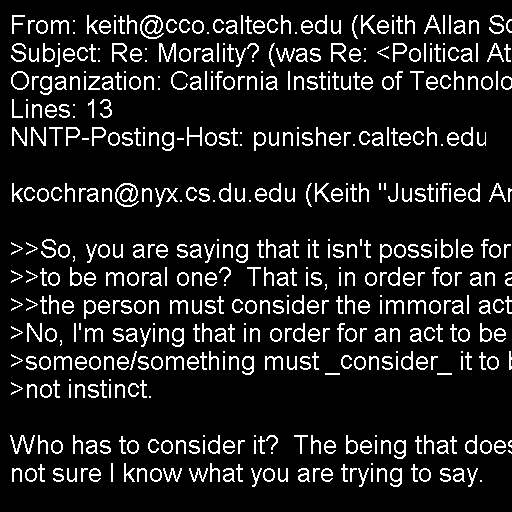 From: keith@cco.caltech.edu (Keith Allan Sc
Subject: Re: Morality? (was Re: <Political At
Organization: California Institute of Technolo
Lines: 13
NNTP-Posting-Host: punisher.caltech.edu

kcochran@nyx.cs.du.edu (Keith "Justified An

>>So, you are saying that it isn't possible for
>>to be moral one?  That is, in order for an a
>>the person must consider the immoral act
>No, I'm saying that in order for an act to be
>someone/something must _consider_ it to b
>not instinct.

Who has to consider it?  The being that does
not sure I know what you are trying to say.